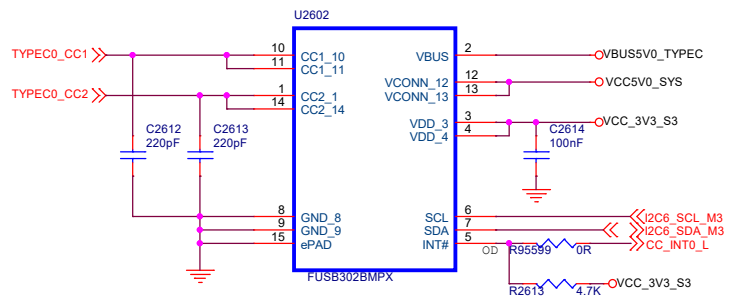 U2602
TYPEC0_CC1
10
CC1_10
11
CC1_11
TYPEC0_CC2
1
CC2_1
14
CC2_14
C2612
220pF
C2613
220pF
8
GND_8
9
GND_9
15
ePAD
VBUS
2
VBUS5V0_TYPEC
VCONN_12
12
VCC5V0_SYS
VCONN_13
13
VDD_3
3
VCC_3V3_S3
VDD_4
4
C2614
100nF
SCL
6
I2C6_SCL_M3
SDA
7
I2C6_SDA_M3
INT#
5
OD
R95599
0R
CC_INT0_L
R2613
4.7K
VCC_3V3_S3
FUSB302BMPX